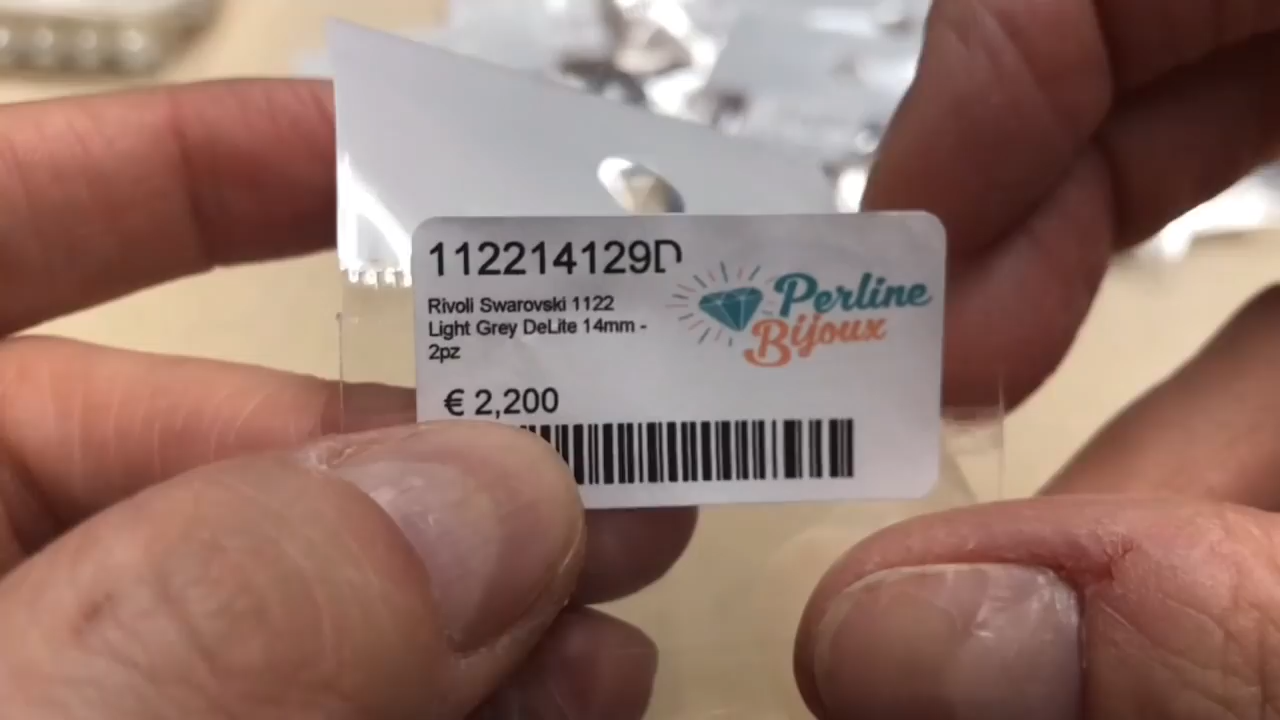 112214129D
Rivoli Swarovski 1122
Light Grey DeLite 14mm -
2pz
Perline
Bijoux
€ 2,200